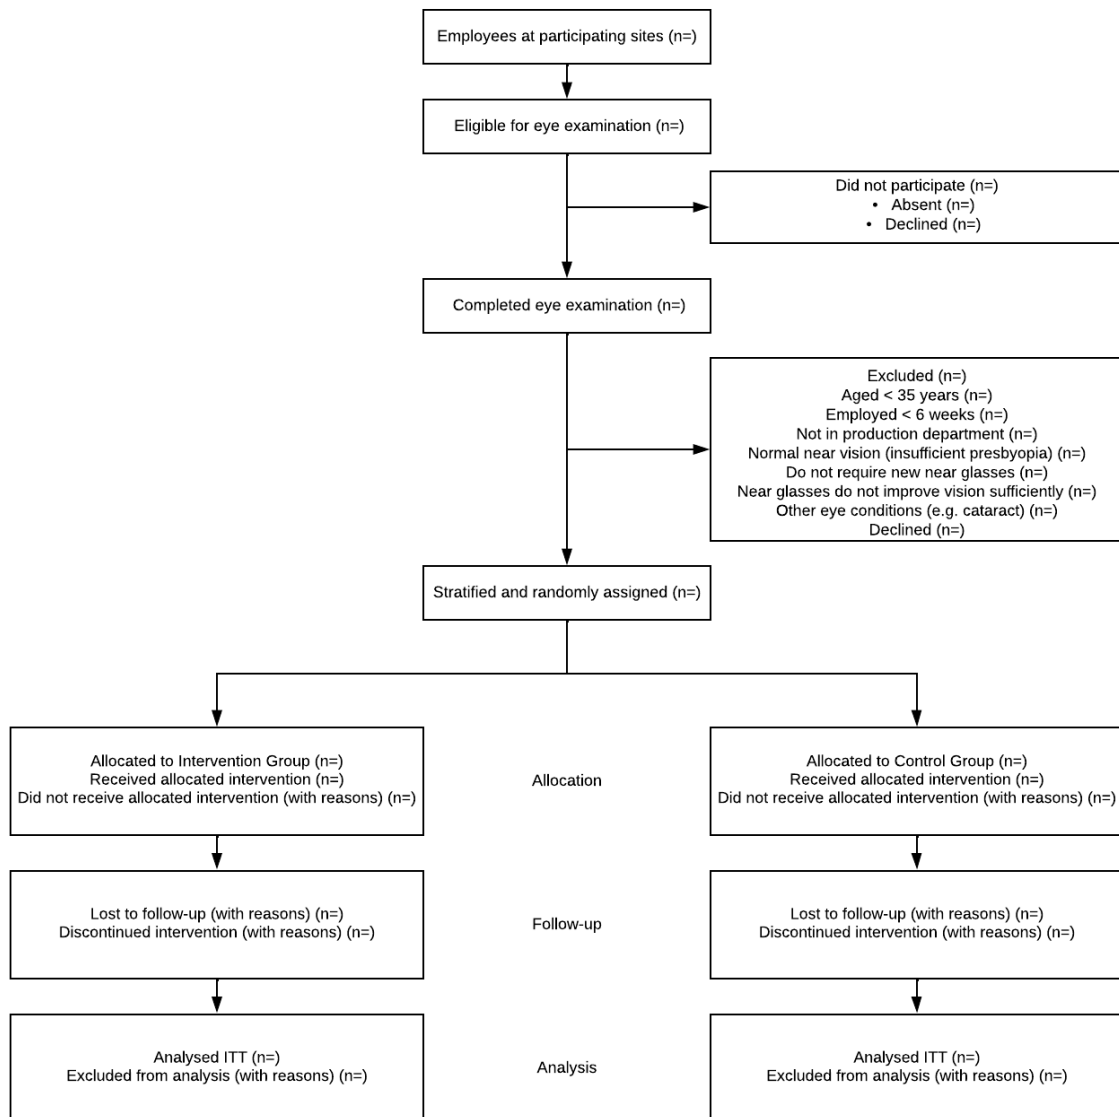 Employees at participating sites (n=)
Eligible for eye examination (n=)
Did not participate (n=)
• Absent (n=)
• Declined (n=)
Completed eye examination (n=)
Excluded (n=)
Aged < 35 years (n=)
Employed < 6 weeks (n=)
Not in production department (n=)
Normal near vision (insufficient presbyopia) (n=)
Do not require new near glasses (n=)
Near glasses do not improve vision sufficiently (n=)
Other eye conditions (e.g. cataract) (n=)
Declined (n=)
Stratified and randomly assigned (n=)
Allocated to Intervention Group (n=)
Received allocated intervention (n=)
Did not receive allocated intervention (with reasons) (n=)
Allocation
Allocated to Control Group (n=)
Received allocated intervention (n=)
Did not receive allocated intervention (with reasons) (n=)
Lost to follow-up (with reasons) (n=)
Discontinued intervention (with reasons) (n=)
Follow-up
Lost to follow-up (with reasons) (n=)
Discontinued intervention (with reasons) (n=)
Analysed ITT (n=)
Excluded from analysis (with reasons) (n=)
Analysis
Analysed ITT (n=)
Excluded from analysis (with reasons) (n=)